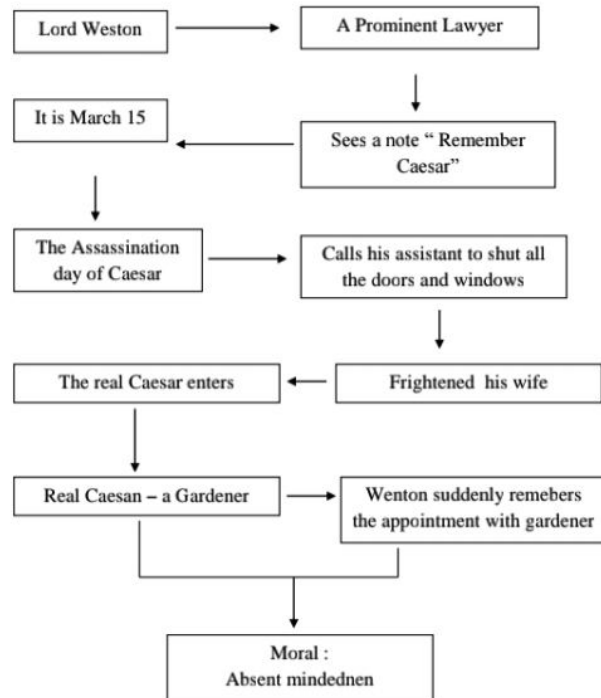 Lord Weston
A Prominent Lawyer
Sees a note “ Remember
Caesar”
It is March 15
The Assassination
day of Caesar
Calls his assistant to shut all
the doors and windows
Frightened his wife
The real Caesar enters
Real Caesan – a Gardener
Wenton suddenly remebers
the appointment with gardener
Moral :
Absent mindednen